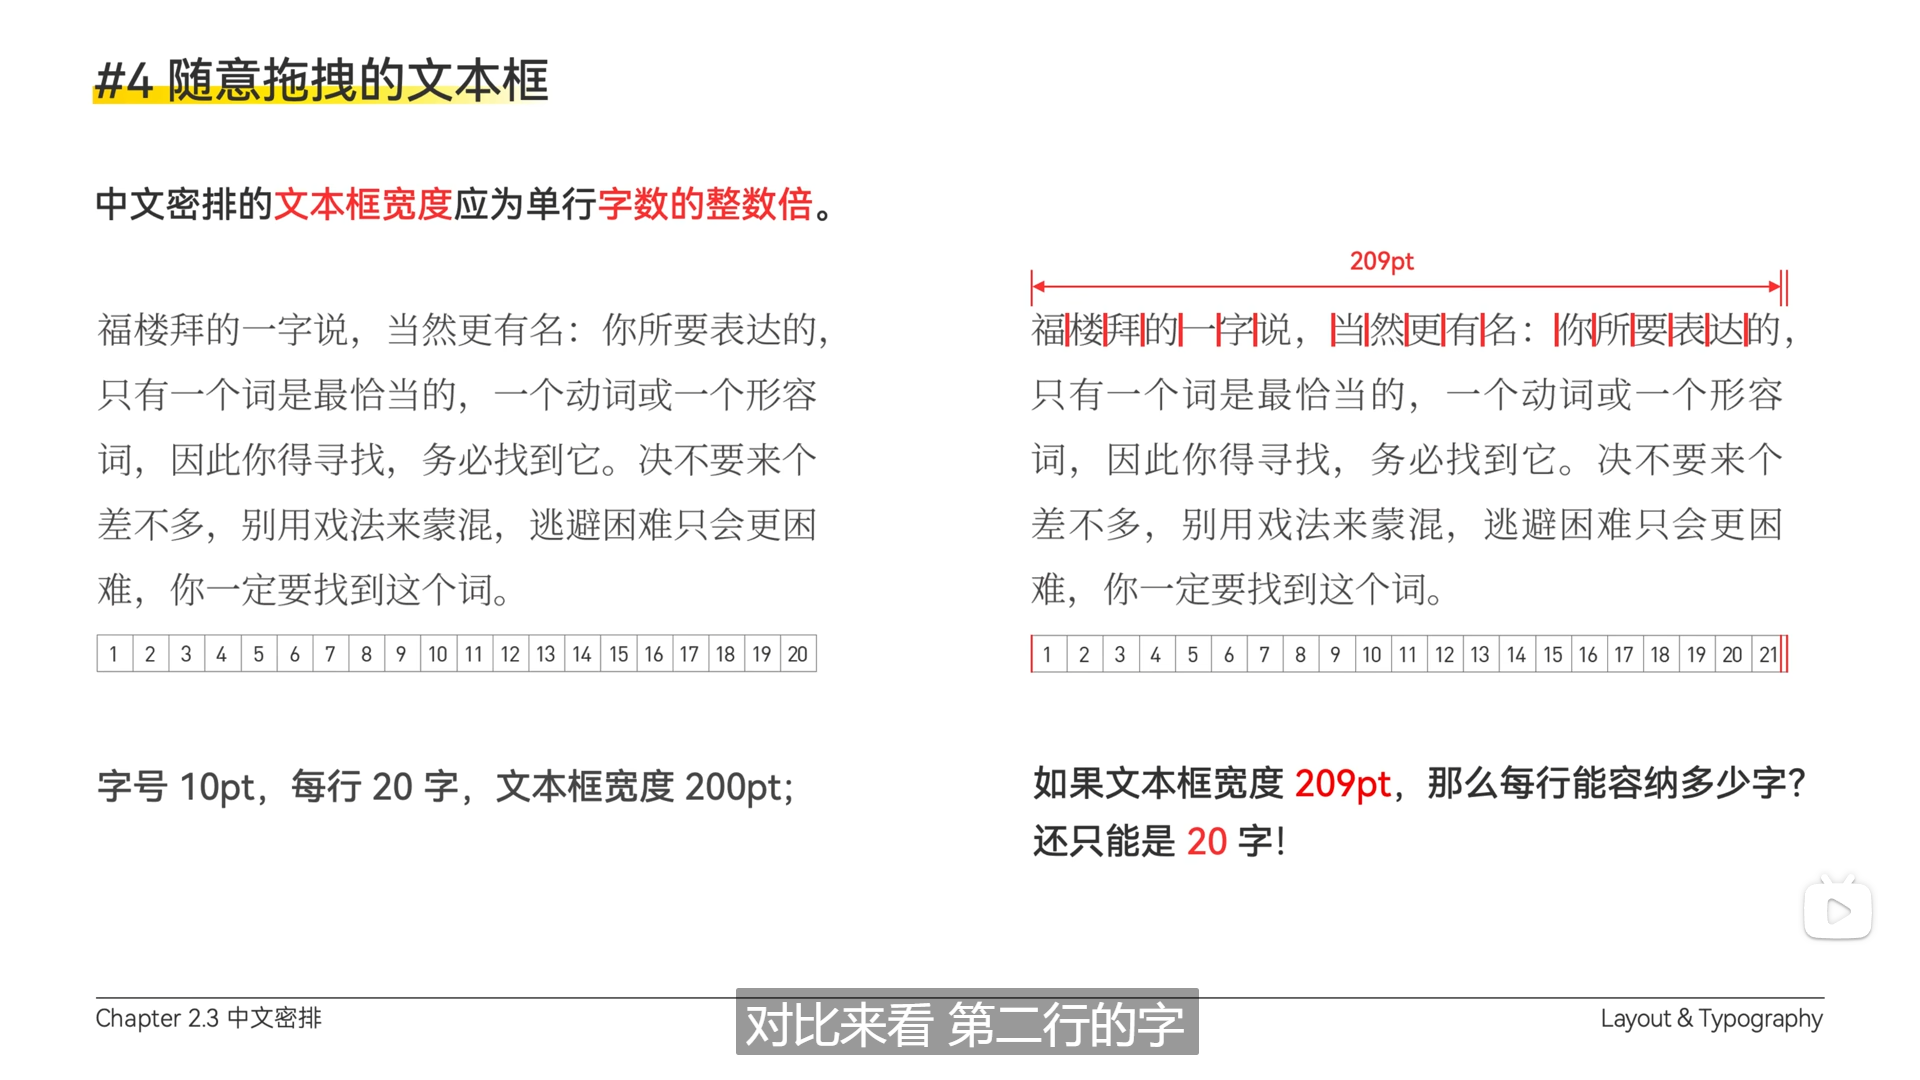 #4 随意拖拽的文本框
中文密排的文本框宽度应为单行字数的整数倍。
福楼拜的一字说，当然更有名：你所要表达的，
只有一个词是最恰当的，一个动词或一个形容
词，因此你得寻找，务必找到它。决不要来个
差不多，别用戏法来蒙混，逃避困难只会更困
难，你一定要找到这个词。
1 2 3 4 5 6 7 8 9 10 11 12 13 14 15 16 17 18 19 20
字号 10pt，每行 20 字，文本框宽度 200pt；
209pt
福楼拜的一字说，当然更有名：你所要表达的，
只有一个词是最恰当的，一个动词或一个形容
词，因此你得寻找，务必找到它。决不要来个
差不多，别用戏法来蒙混，逃避困难只会更困
难，你一定要找到这个词。
1 2 3 4 5 6 7 8 9 10 11 12 13 14 15 16 17 18 19 20 21
如果文本框宽度 209pt，那么每行能容纳多少字？
还只能是 20 字！
Chapter 2.3 中文密排
对比来看 第二行的字
Layout & Typography